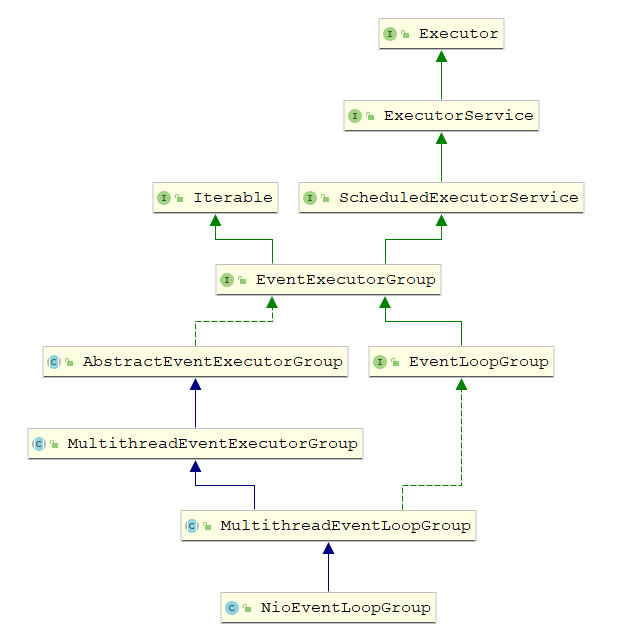 I Executor
I ExecutorService
I Iterable
I ScheduledExecutorService
I EventExecutorGroup
C AbstractEventExecutorGroup
I EventLoopGroup
C MultithreadEventExecutorGroup
C MultithreadEventLoopGroup
C NioEventLoopGroup